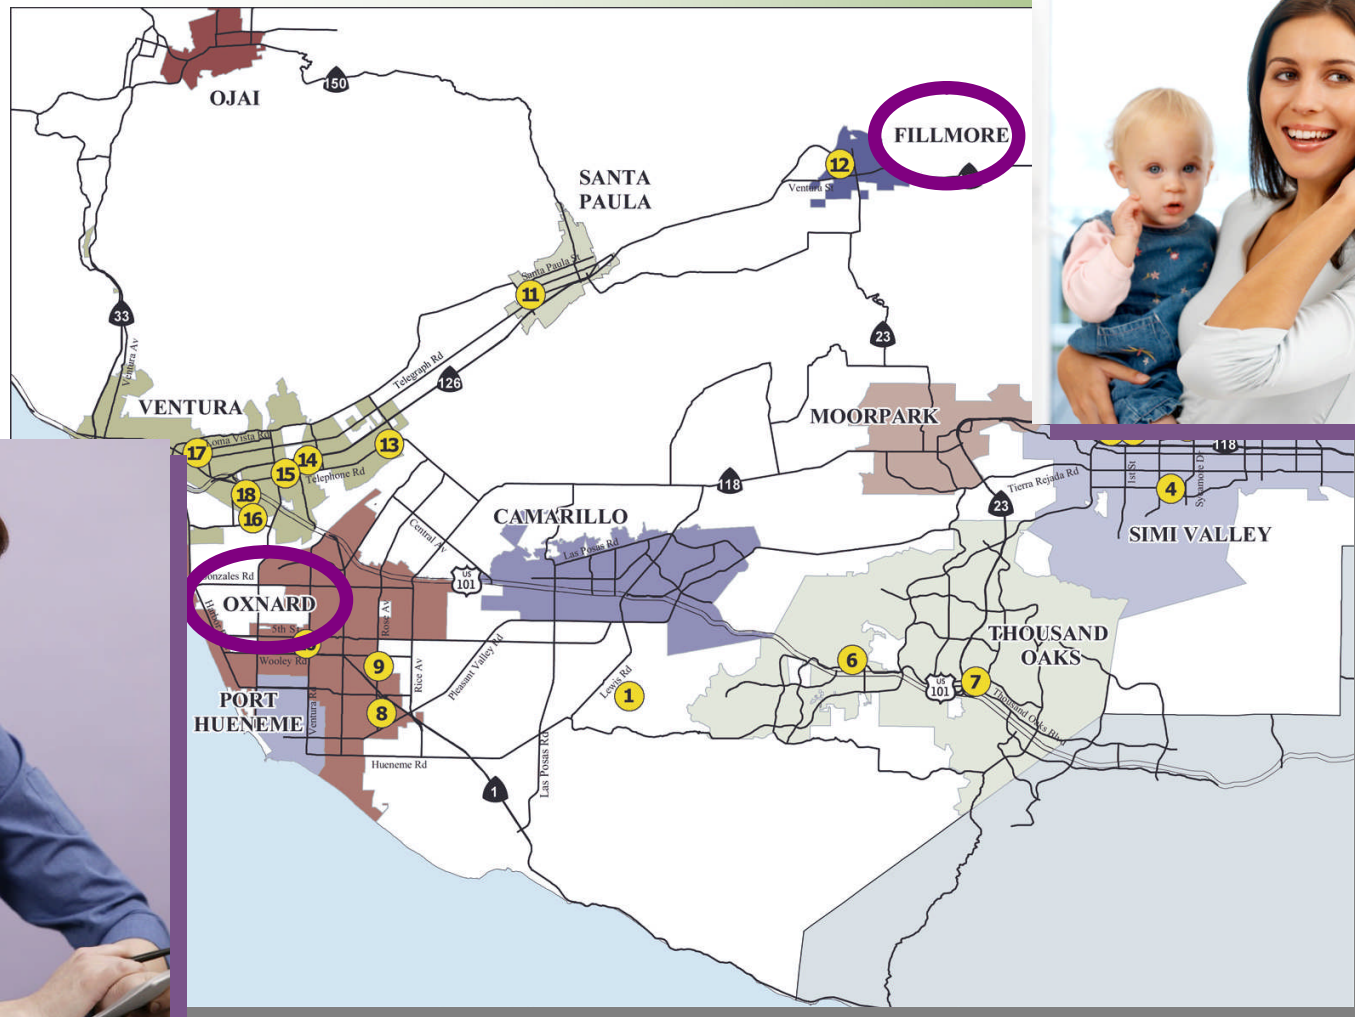 OJAI
150
FILLMORE
12
Ventura St
SANTA
PAULA
Santa Paula St
11
33
Ventura Av
23
Telegraph Rd
126
VENTURA
MOORPARK
Loma Vista Rd
13
17
14
15
Telephone Rd
18
16
118
118
1st St
Sycamore Dr
4
Tierra Rejada Rd
23
SIMI VALLEY
CAMARILLO
Central Av
Las Posas Rd
US
101
Gonzales Rd
OXNARD
5th St
Rose Av
Wooley Rd
9
Rice Av
Pleasant Valley Rd
Lewis Rd
1
6
THOUSAND
OAKS
US
101
7
Thousand Oaks Blvd
PORT
HUENEME
Ventura Rd
8
Hueneme Rd
Las Posas Rd
1